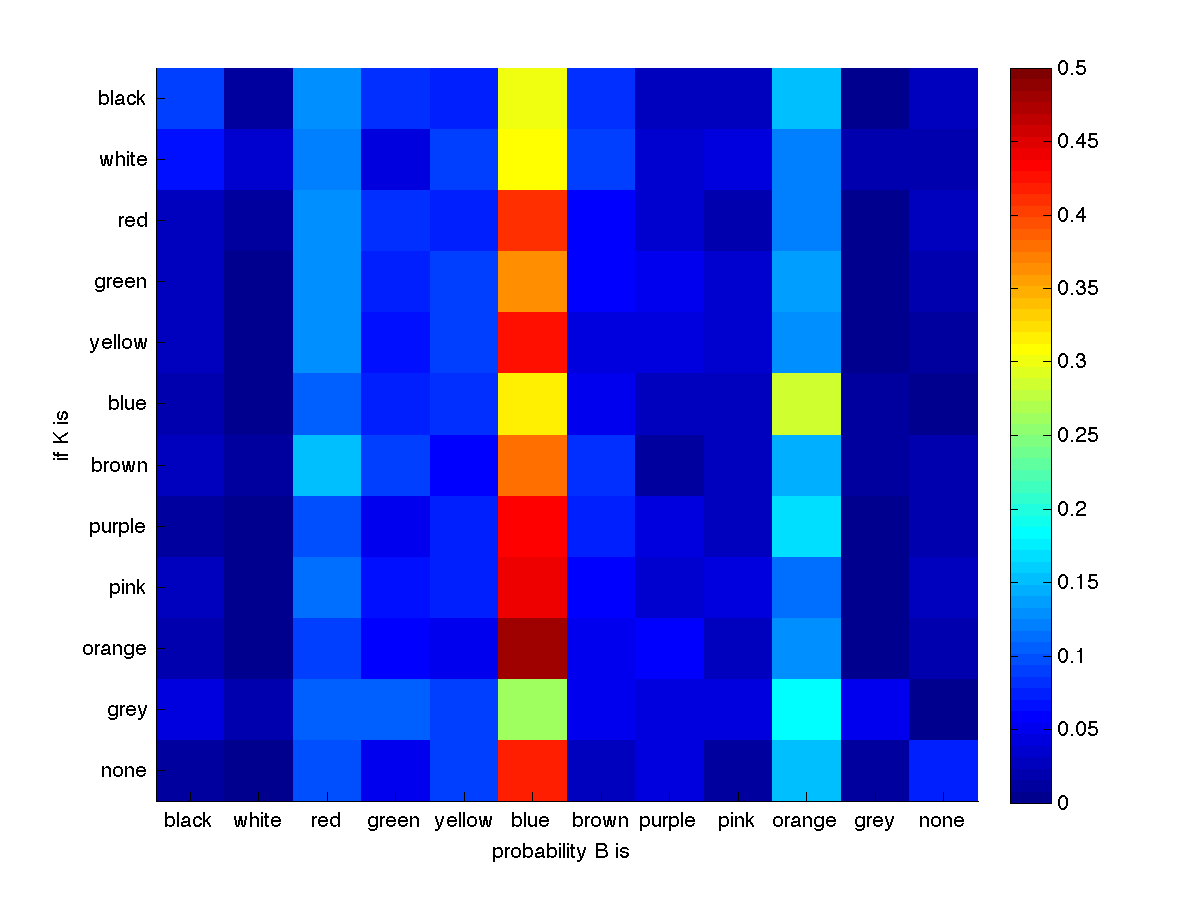 if K is
black
white
red
green
yellow
blue
brown
purple
pink
orange
grey
none
black white red green yellow blue brown purple pink orange grey none
probability B is
0.5
0.45
0.4
0.35
0.3
0.25
0.2
0.15
0.1
0.05
0